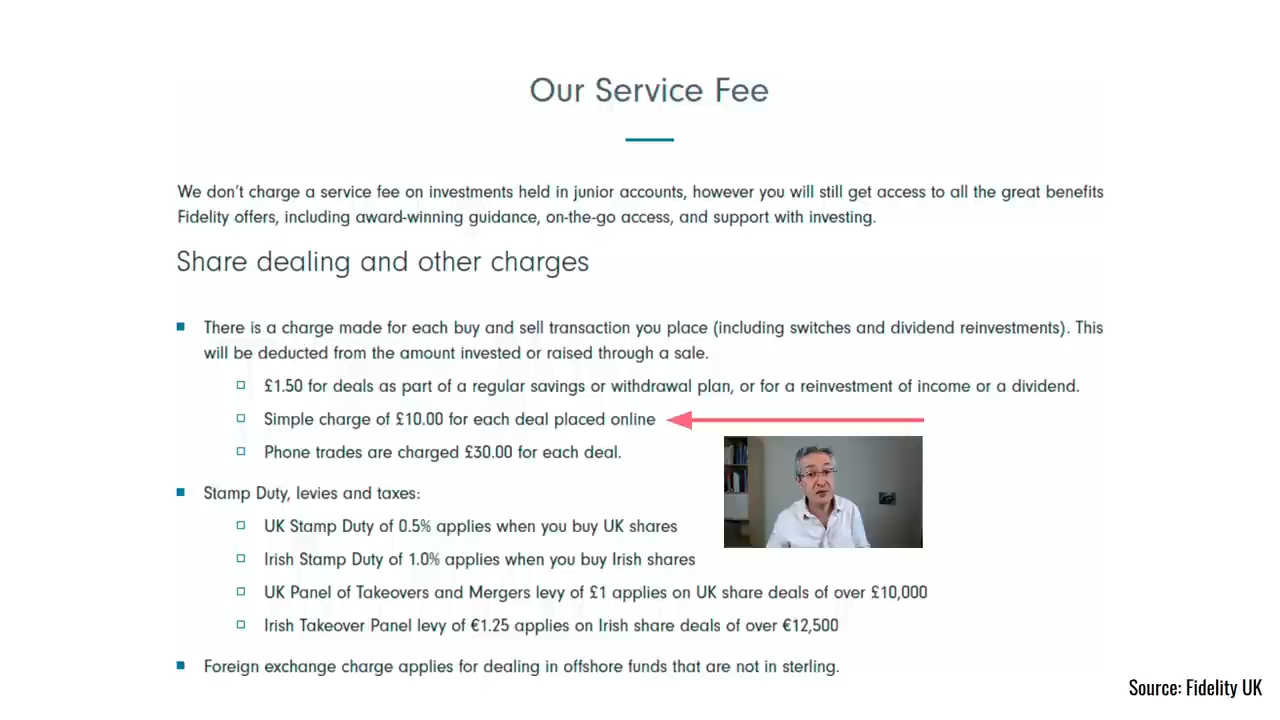 Our Service Fee
We don't charge a service fee on investments held in junior accounts, however you will still get access to all the great benefits
Fidelity offers, including award-winning guidance, on-the-go access, and support with investing.
Share dealing and other charges
There is a charge made for each buy and sell transaction you place (including switches and dividend reinvestments). This
will be deducted from the amount invested or raised through a sale.
£1.50 for deals as part of a regular savings or withdrawal plan, or for a reinvestment of income or a dividend.
Simple charge of £10.00 for each deal placed online
Phone trades are charged £30.00 for each deal.
Stamp Duty, levies and taxes:
UK Stamp Duty of 0.5% applies when you buy UK shares
Irish Stamp Duty of 1.0% applies when you buy Irish shares
UK Panel of Takeovers and Mergers levy of £1 applies on UK share deals of over £10,000
Irish Takeover Panel levy of €1.25 applies on Irish share deals of over €12,500
Foreign exchange charge applies for dealing in offshore funds that are not in sterling.
Source: Fidelity UK